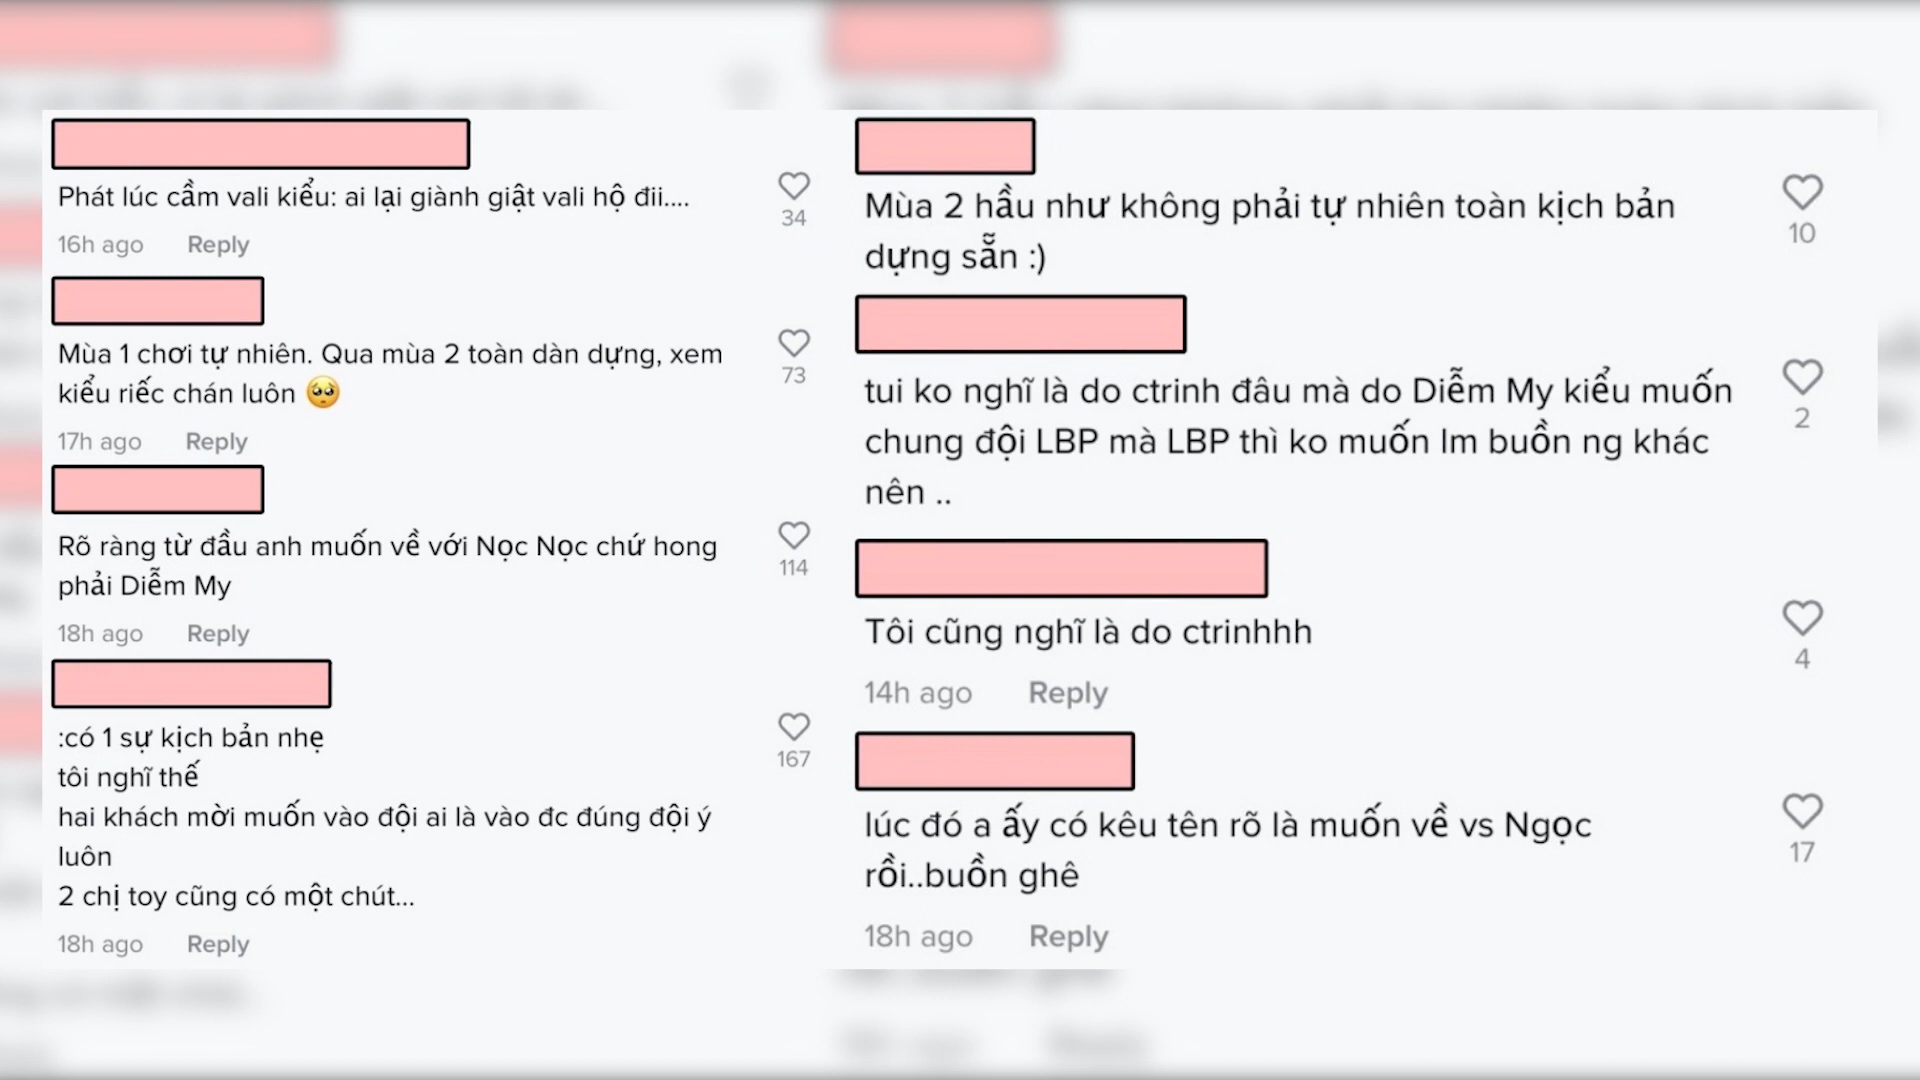 Phát lúc cầm vali kiểu: ai lại giành giật vali hộ đii....
34
16h ago Reply
Mùa 1 chơi tự nhiên. Qua mùa 2 toàn dàn dựng, xem
kiểu riếc chán luôn 🥺
73
17h ago Reply
Rõ ràng từ đầu anh muốn về với Nọc Nọc chứ hong
phải Diễm My
114
18h ago Reply
:có 1 sự kịch bản nhẹ
tôi nghĩ thế
167
hai khách mời muốn vào đội ai là vào đc đúng đội ý
luôn
2 chị toy cũng có một chút...
18h ago Reply
Mùa 2 hầu như không phải tự nhiên toàn kịch bản
dựng sẵn :)
10
tui ko nghĩ là do ctrinh đâu mà do Diễm My kiểu muốn
chung đội LBP mà LBP thì ko muốn lm buồn ng khác
nên ..
2
Tôi cũng nghĩ là do ctrinhhh
4
14h ago Reply
lúc đó a ấy có kêu tên rõ là muốn về vs Ngọc
rồi..buồn ghê
17
18h ago Reply